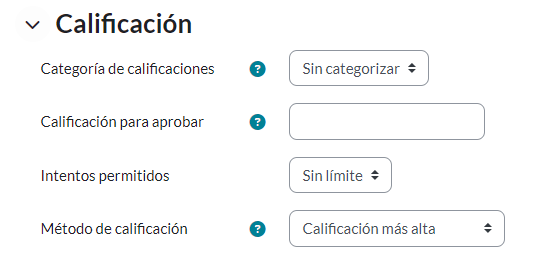 Calificación
Categoría de calificaciones ? Sin categorizar
Calificación para aprobar ?
Intentos permitidos Sin límite
Método de calificación ? Calificación más alta